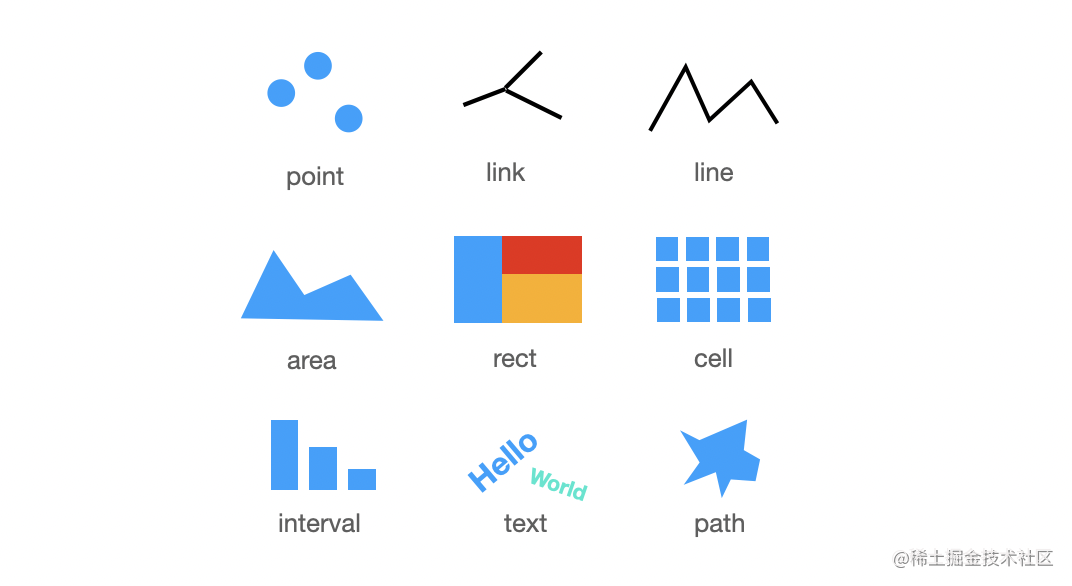 point
link
line
area
rect
cell
interval
Hello
World
text
path
@稀土掘金技术社区